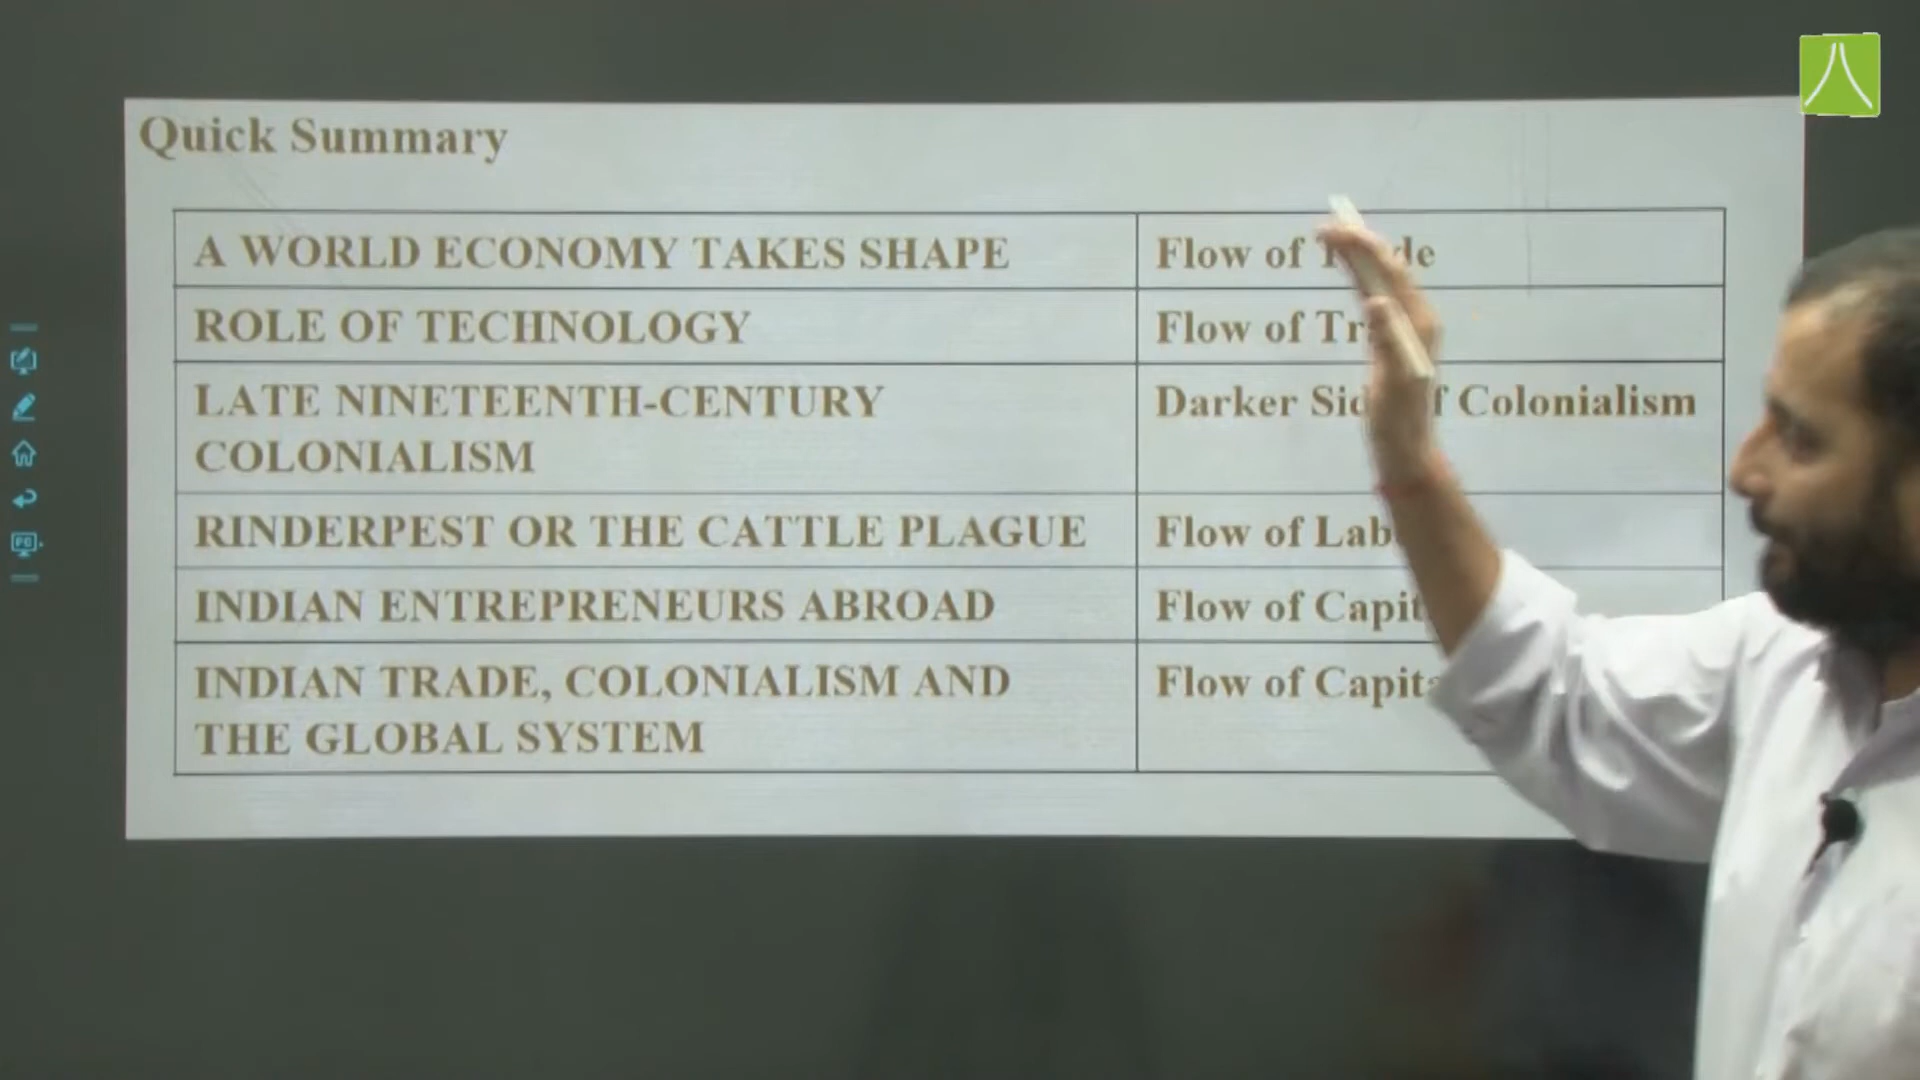 Quick Summary
A WORLD ECONOMY TAKES SHAPE
Flow of
ROLE OF TECHNOLOGY
Flow of
LATE NINETEENTH-CENTURY
COLONIALISM
Darker Colonialism
RINDERPEST OR THE CATTLE PLAGUE
Flow of
INDIAN ENTREPRENEURS ABROAD
Flow of
INDIAN TRADE, COLONIALISM AND
THE GLOBAL SYSTEM
Flow of